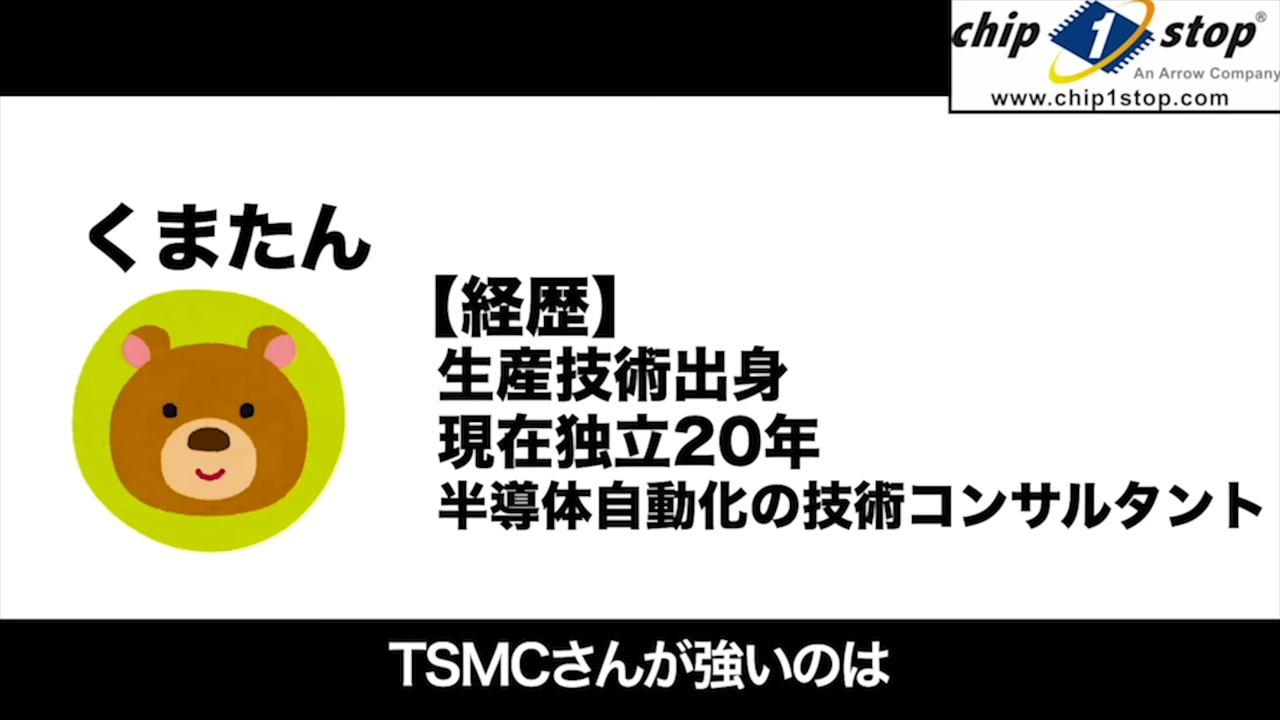 chip 1 stop®
An Arrow Company
www.chip1stop.com
くまたん
【経歴】
生産技術出身
現在独立20年
半導体自動化の技術コンサルタント
TSMCさんが強いのは